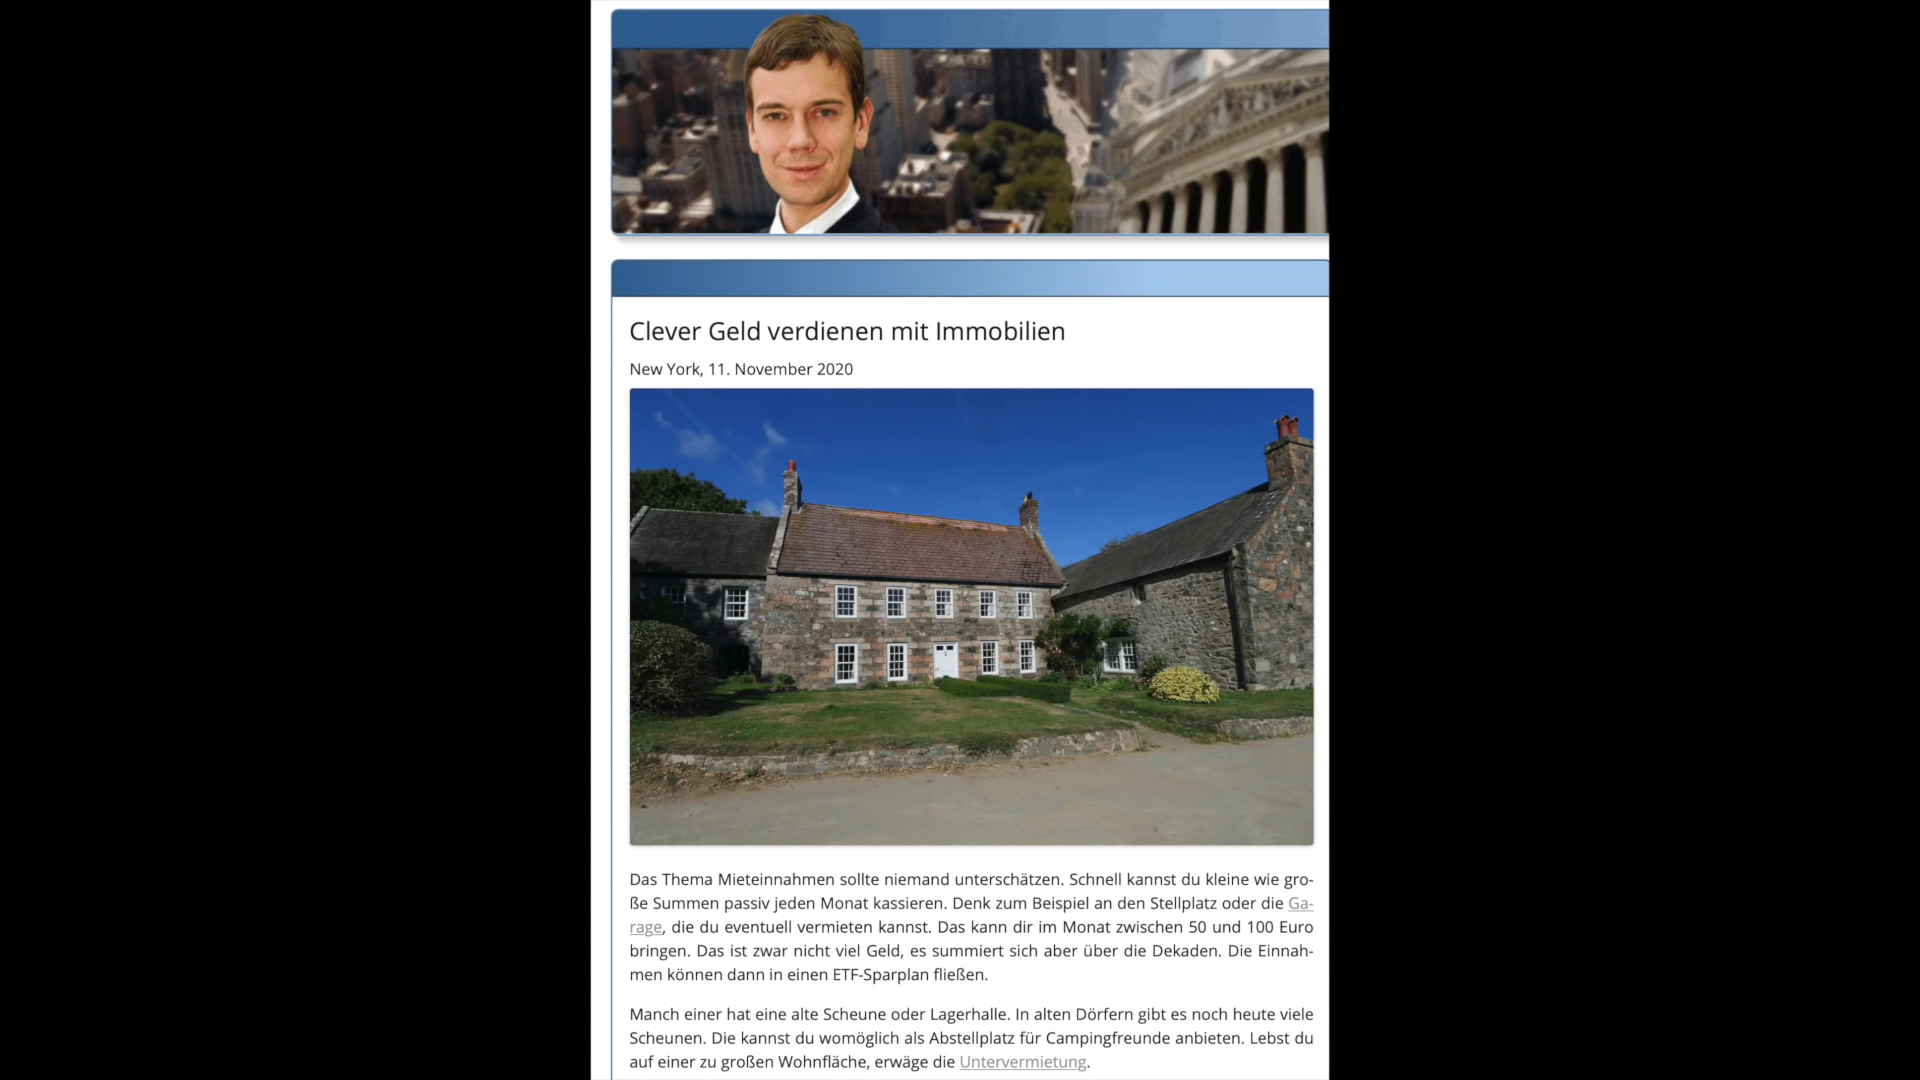 Clever Geld verdienen mit Immobilien
New York, 11. November 2020
Das Thema Mieteinnahmen sollte niemand unterschätzen. Schnell kannst du kleine wie gro-
ße Summen passiv jeden Monat kassieren. Denk zum Beispiel an den Stellplatz oder die Ga-
rage, die du eventuell vermieten kannst. Das kann dir im Monat zwischen 50 und 100 Euro
bringen. Das ist zwar nicht viel Geld, es summiert sich aber über die Dekaden. Die Einnah-
men können dann in einen ETF-Sparplan fließen.
Manch einer hat eine alte Scheune oder Lagerhalle. In alten Dörfern gibt es noch heute viele
Scheunen. Die kannst du womöglich als Abstellplatz für Campingfreunde anbieten. Lebst du
auf einer zu großen Wohnfläche, erwäge die Untervermietung.